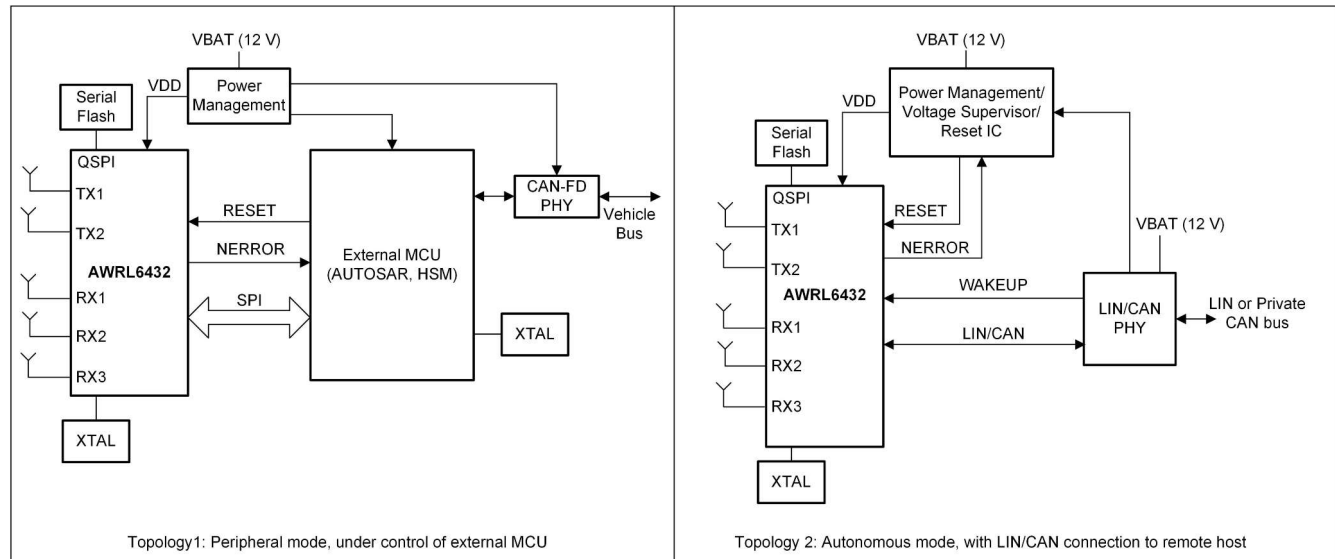 VBAT (12 V)
VDD
Power
Management
Serial
Flash
QSPI
TX1
TX2
AWRL6432
RX1
RX2
RX3
XTAL
RESET
NERROR
SPI
External MCU
(AUTOSAR, HSM)
XTAL
CAN-FD
PHY
Vehicle
Bus
Topology1: Peripheral mode, under control of external MCU
VBAT (12 V)
VDD
Power Management/
Voltage Supervisor/
Reset IC
Serial
Flash
QSPI
TX1
TX2
AWRL6432
RX1
RX2
RX3
XTAL
RESET
NERROR
WAKEUP
LIN/CAN
VBAT (12 V)
LIN/CAN
PHY
LIN or Private
CAN bus
Topology 2: Autonomous mode, with LIN/CAN connection to remote host